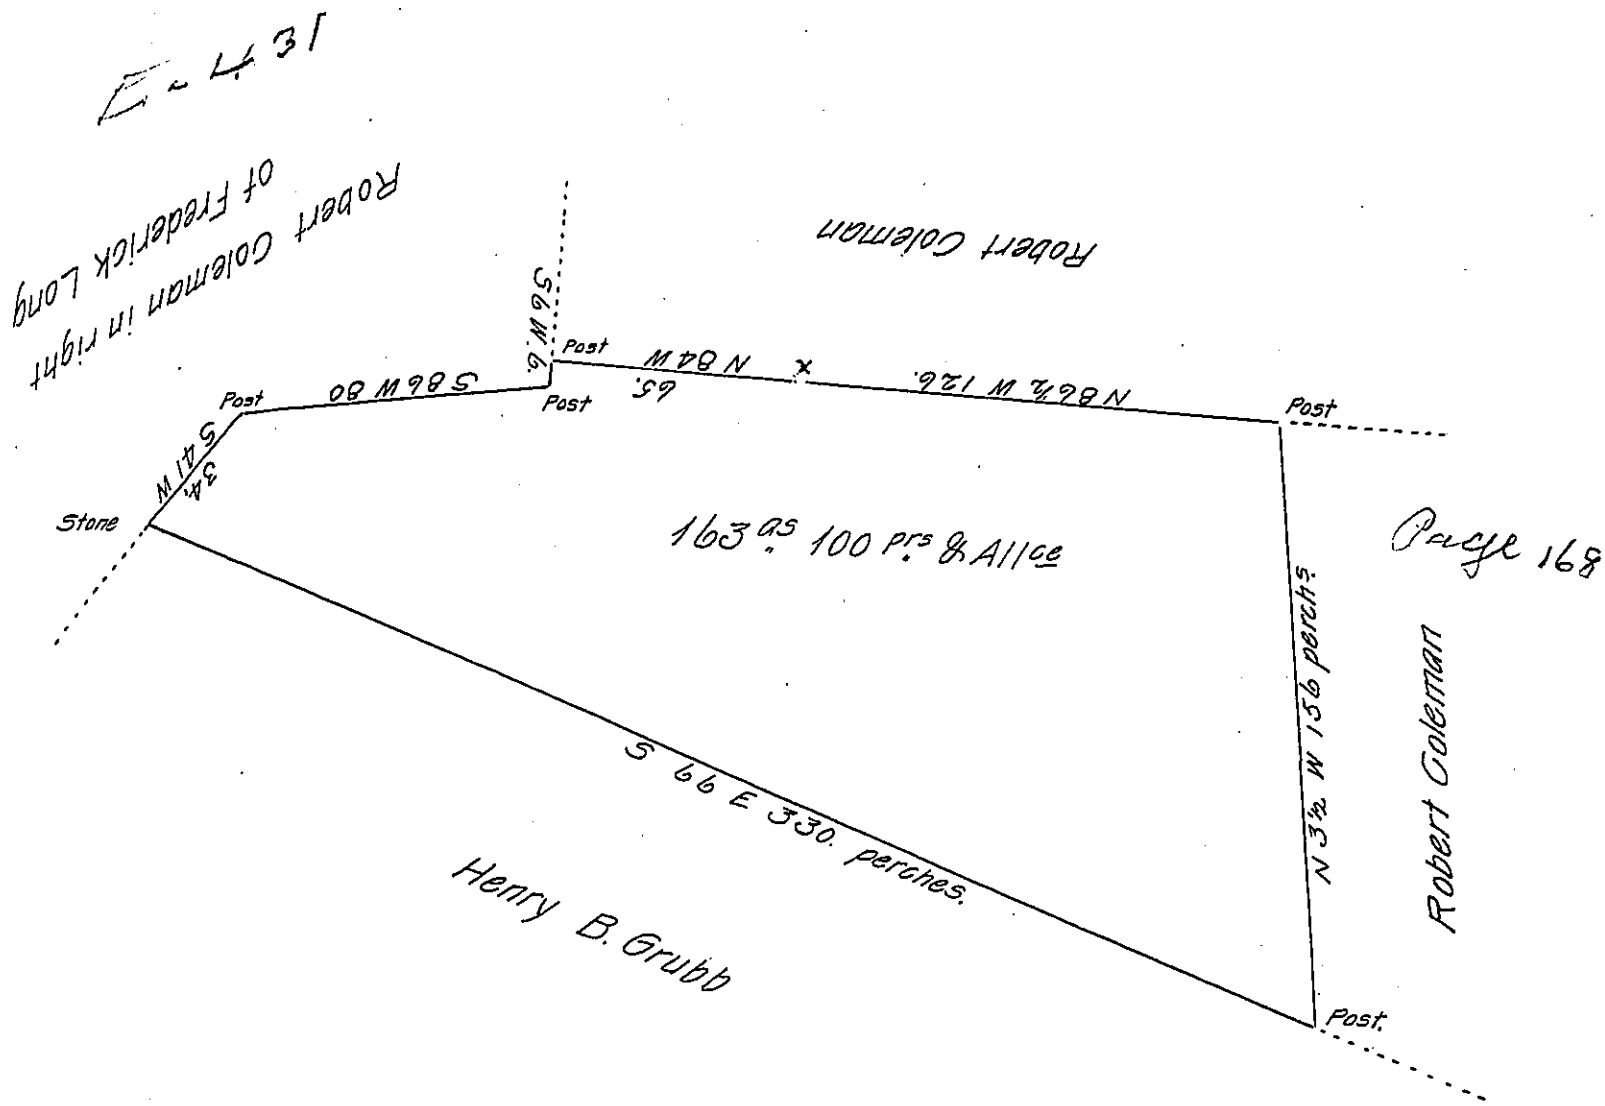 E-431
Robert Coleman in right
of Frederick Long
Robert Coleman
S 6 W. 6.
Post
N 84 W
65.
x
N 86½ W 126.
Post
Post
S 86 W 80
Post
S 41 W
34.
Stone
163 as 100 prs & Allce
Page 168
N 3½ W 156 perchs.
Robert Coleman
S 66 E 330. perches.
Henry B. Grubb
Post.